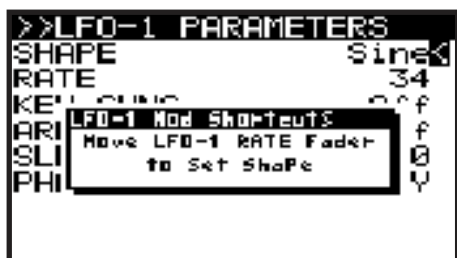 >>LFO-1 PARAMETERS
SHAPE Sine<
RATE 34
LFO-1 Mod Shortcuts
Move LFO-1 RATE Fader
to Set Shape